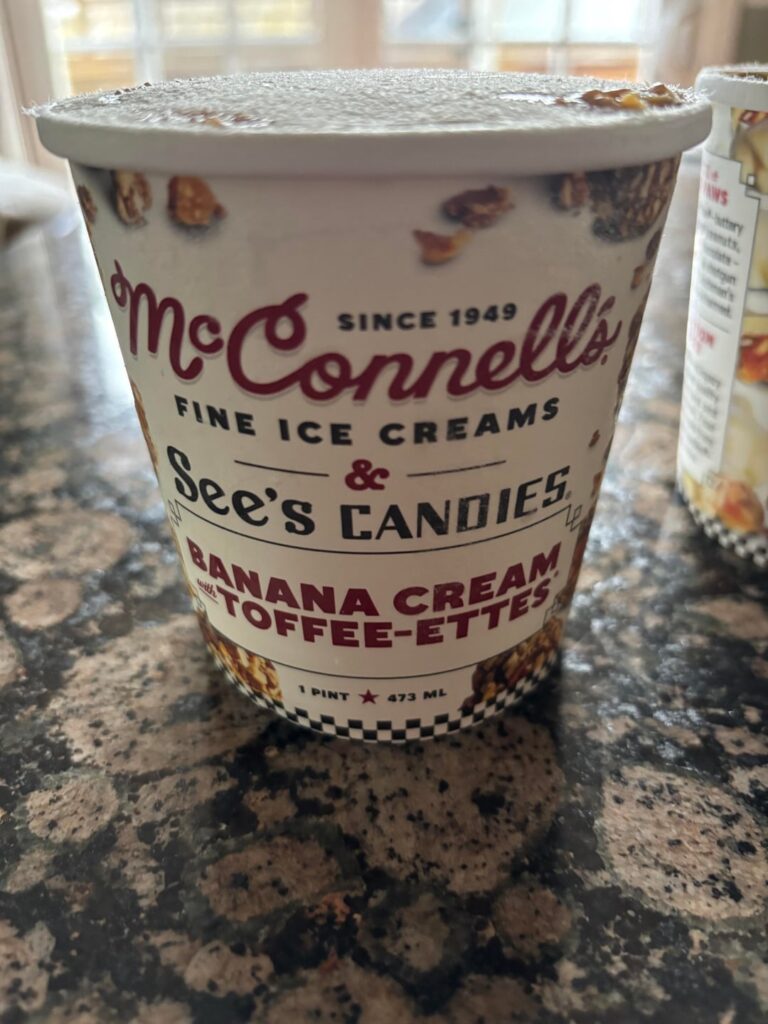 SINCE 1949
McConnell's
FINE ICE CREAMS
&
See's CANDIES®
BANANA CREAM
with TOFFEE-ETTES®
1 PINT ★ 473 ML